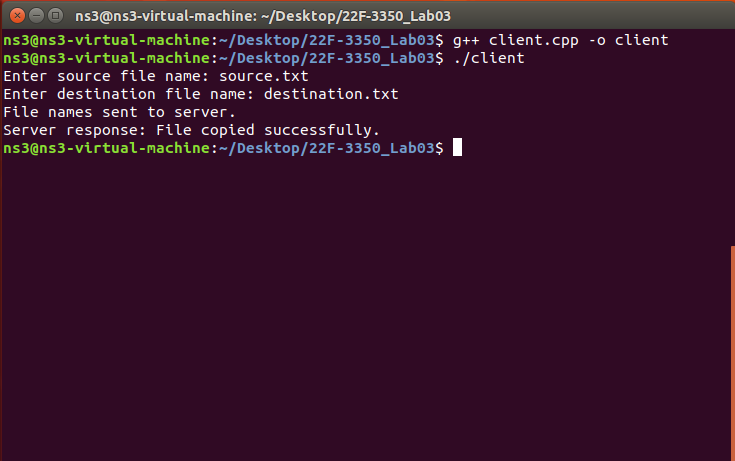 ns3@ns3-virtual-machine: ~/Desktop/22F-3350_Lab03
ns3@ns3-virtual-machine:~/Desktop/22F-3350_Lab03$ g++ client.cpp -o client
ns3@ns3-virtual-machine:~/Desktop/22F-3350_Lab03$ ./client
Enter source file name: source.txt
Enter destination file name: destination.txt
File names sent to server.
Server response: File copied successfully.
ns3@ns3-virtual-machine:~/Desktop/22F-3350_Lab03$